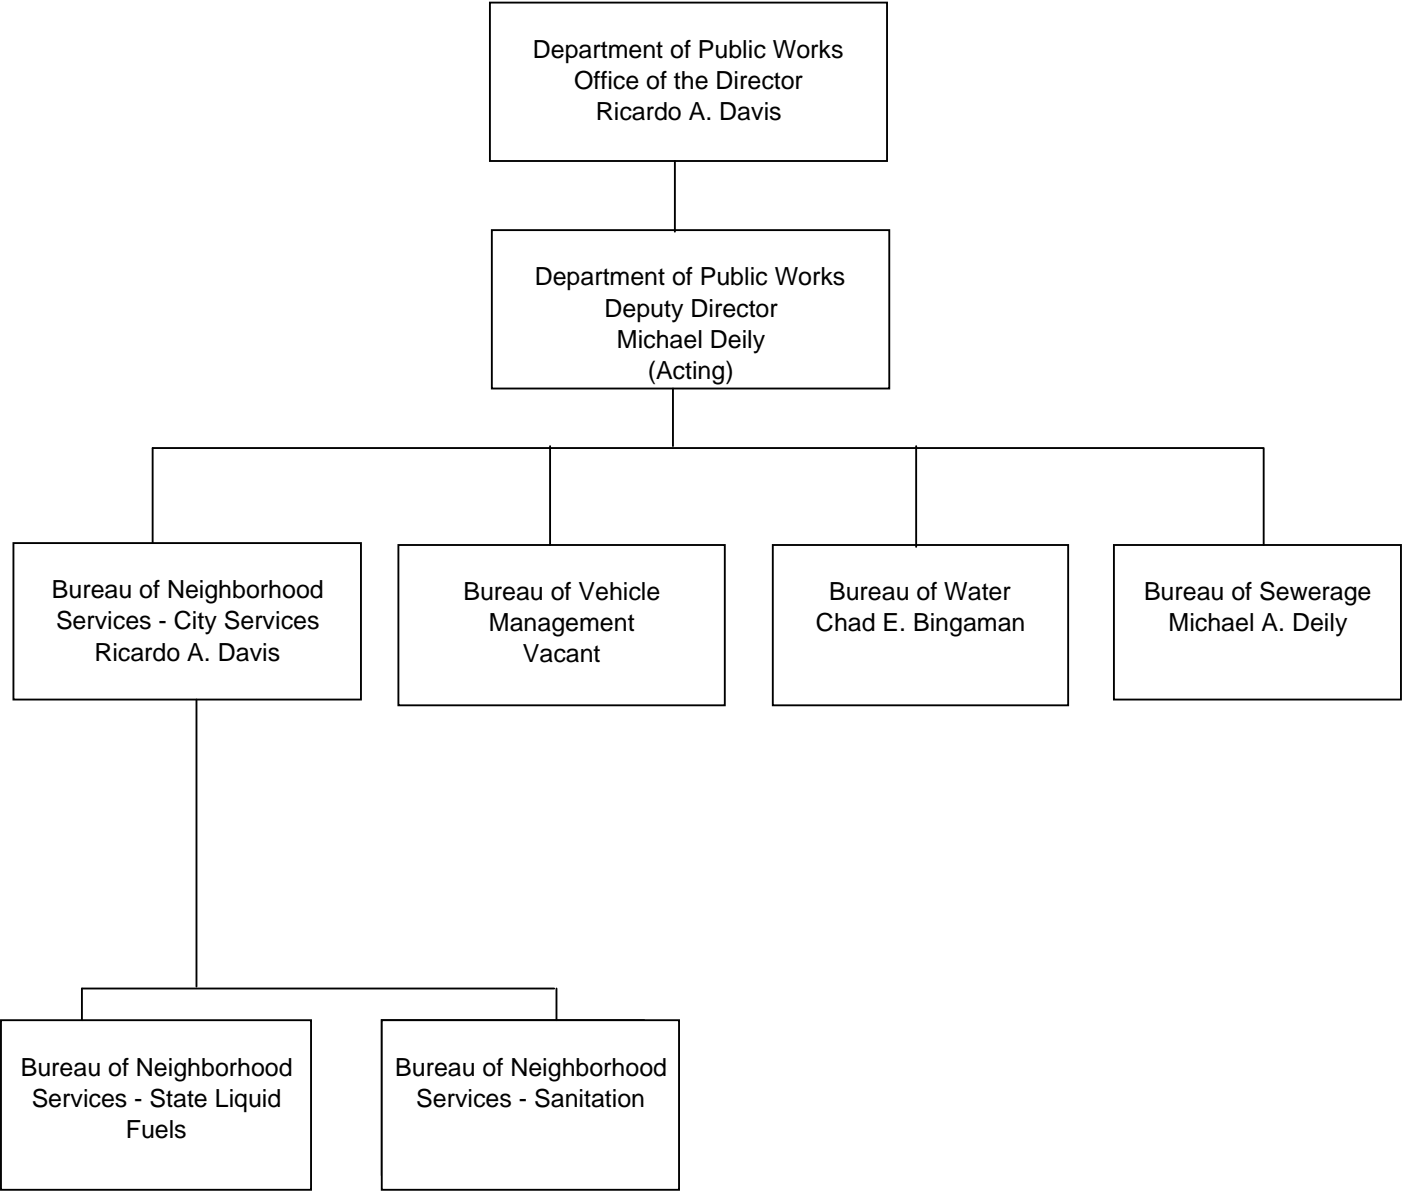 Department of Public Works
Office of the Director
Ricardo A. Davis
Department of Public Works
Deputy Director
Michael Deily
(Acting)
Bureau of Neighborhood
Services - City Services
Ricardo A. Davis
Bureau of Vehicle
Management
Vacant
Bureau of Water
Chad E. Bingaman
Bureau of Sewerage
Michael A. Deily
Bureau of Neighborhood
Services - State Liquid
Fuels
Bureau of Neighborhood
Services - Sanitation